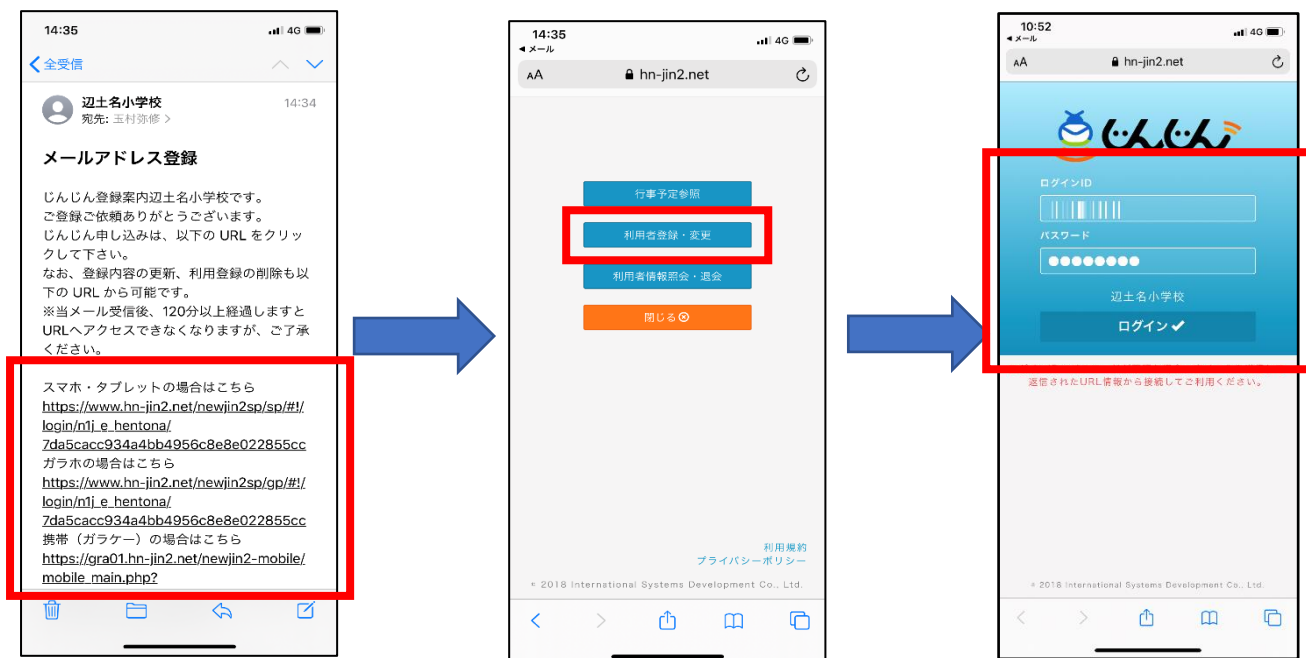 14:35
4G
全受信
辺土名小学校
14:34
宛先: 玉村弥修 >
メールアドレス登録
じんじん登録案内辺土名小学校です。
ご登録ご依頼ありがとうございます。
じんじん申し込みは、以下の URL をクリッ
クして下さい。
なお、登録内容の更新、利用登録の削除も以
下の URL から可能です。
※当メール受信後、120分以上経過しますと
URLへアクセスできなくなりますが、ご了承
ください。
スマホ・タブレットの場合はこちら
https://www.hn-jin2.net/newjin2sp/sp/#!/
login/n1j_e_hentona/
7da5cacc934a4bb4956c8e8e022855cc
ガラホの場合はこちら
https://www.hn-jin2.net/newjin2sp/gp/#!/
login/n1j_e_hentona/
7da5cacc934a4bb4956c8e8e022855cc
携帯（ガラケー）の場合はこちら
https://gra01.hn-jin2.net/newjin2-mobile/
mobile_main.php?
14:35
4G
◀ メール
AA
hn-jin2.net
行事予定参照
利用者登録・変更
利用者情報照会・退会
閉じる
利用規約
プライバシーポリシー
© 2018 International Systems Development Co., Ltd.
10:52
4G
◀ メール
AA
hn-jin2.net
じんじん
ログインID
パスワード
辺土名小学校
ログイン ✔
返信されたURL情報から接続してご利用ください。
© 2018 International Systems Development Co., Ltd.